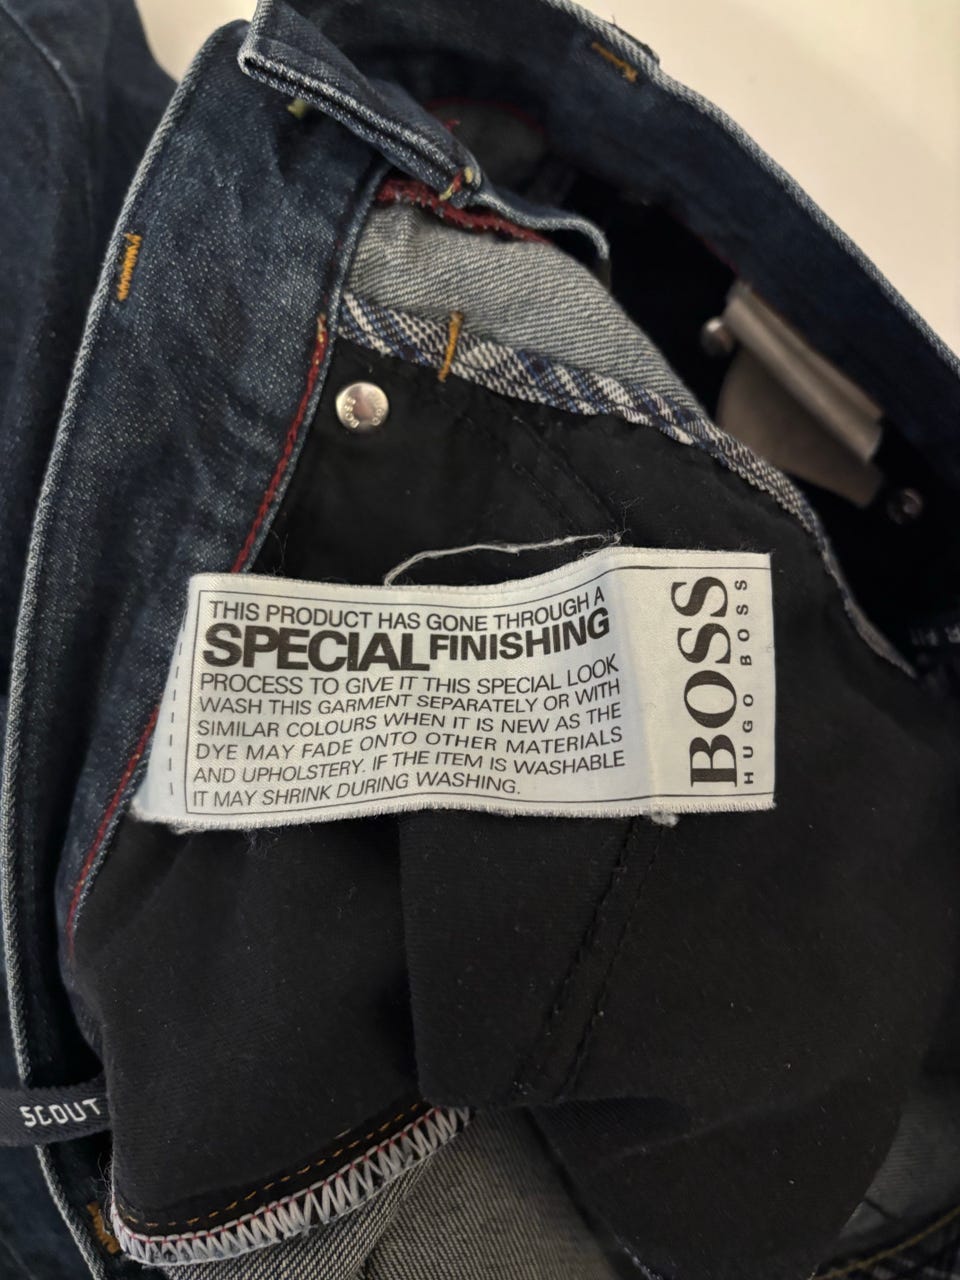 THIS PRODUCT HAS GONE THROUGH A
SPECIAL FINISHING
PROCESS TO GIVE IT THIS SPECIAL LOOK
WASH THIS GARMENT SEPARATELY OR WITH
SIMILAR COLOURS WHEN IT IS NEW AS THE
DYE MAY FADE ONTO OTHER MATERIALS
AND UPHOLSTERY. IF THE ITEM IS WASHABLE
IT MAY SHRINK DURING WASHING.
BOSS
HUGO BOSS
SCOUT